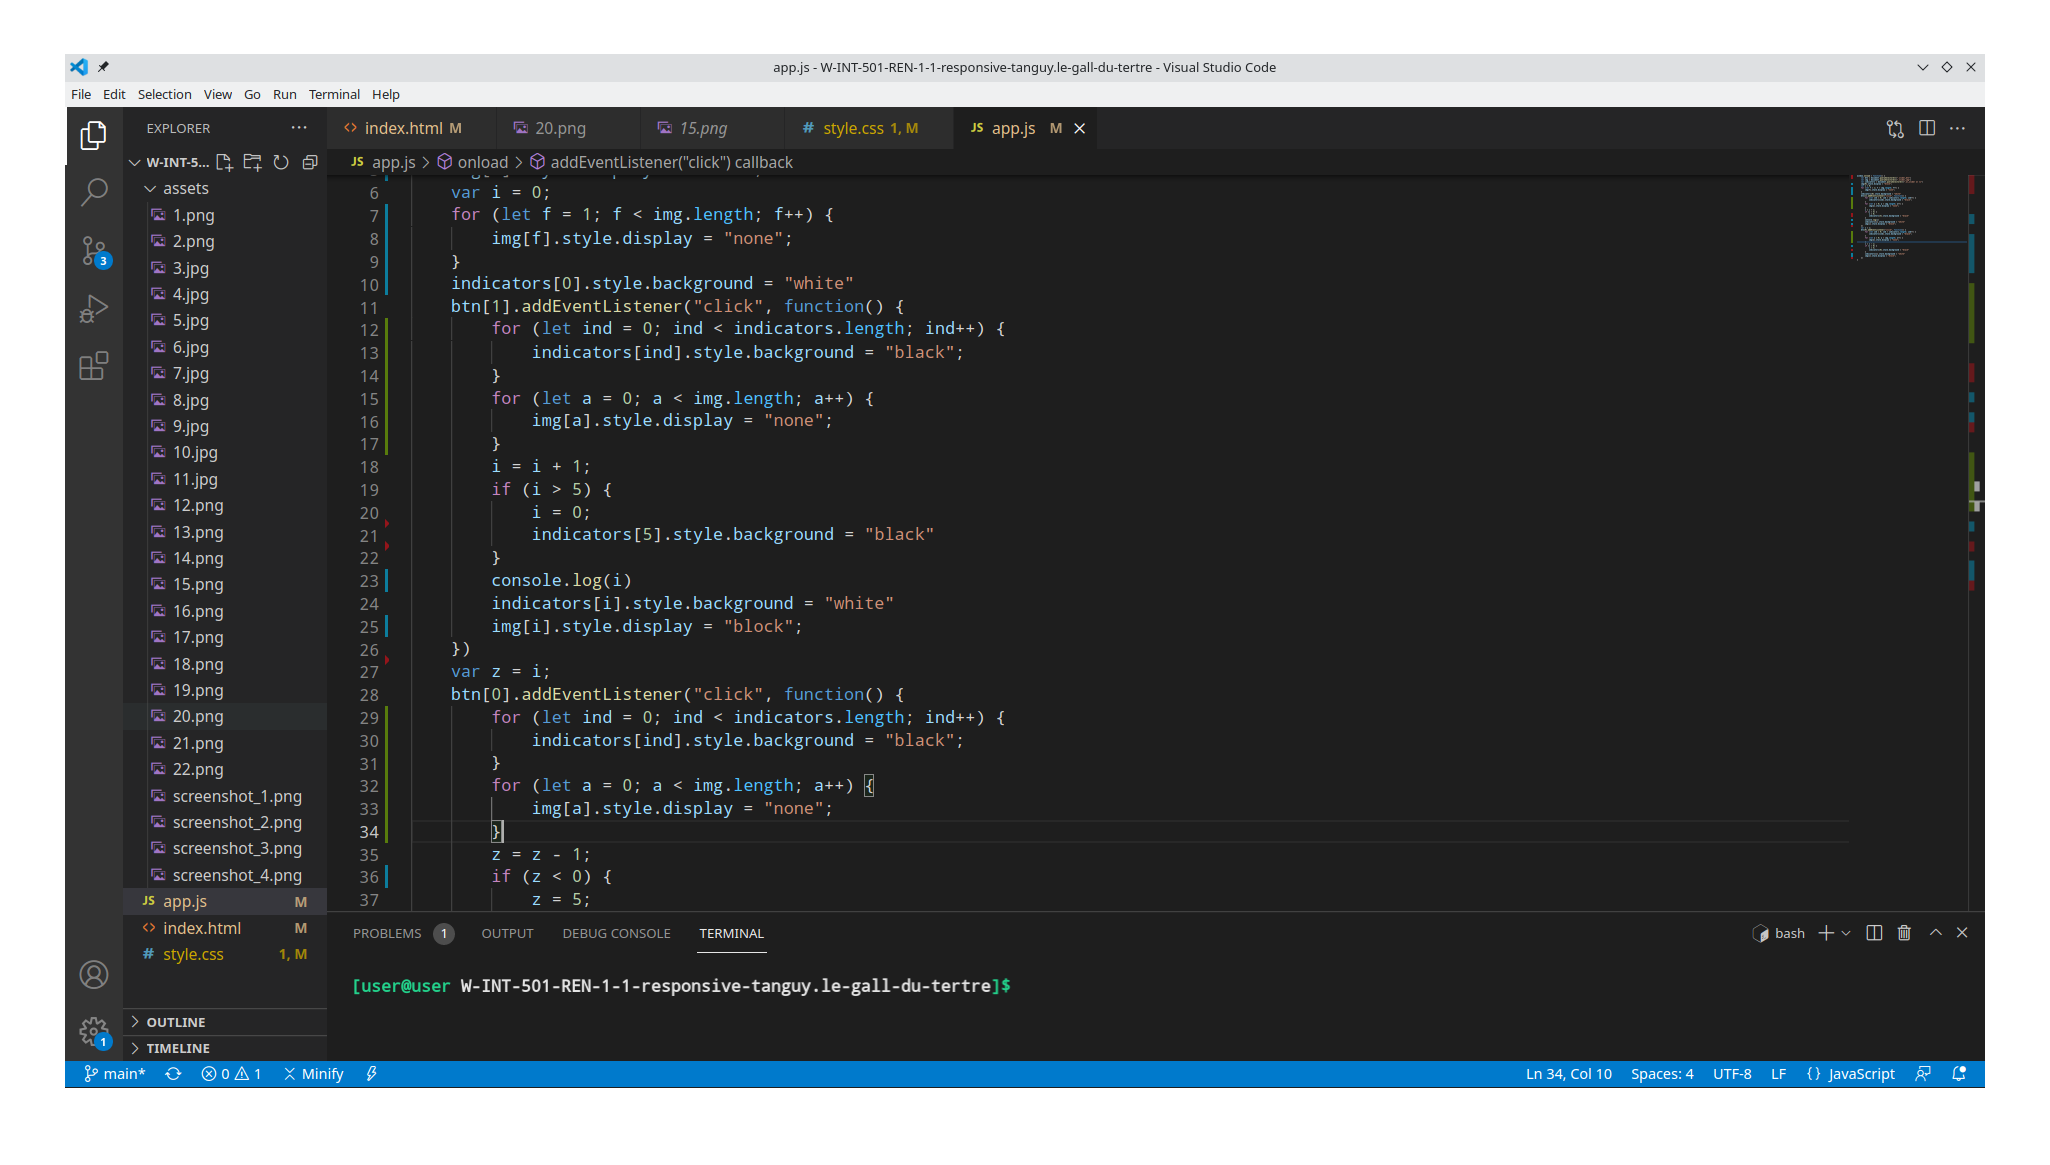 app.js - W-INT-501-REN-1-1-responsive-tanguy.le-gall-du-tertre - Visual Studio Code
File Edit Selection View Go Run Terminal Help
EXPLORER
index.html M
20.png
15.png
style.css 1, M
JS app.js M
W-INT-5...
JS app.js > onload > addEventListener("click") callback
assets
1.png
2.png
3.jpg
4.jpg
5.jpg
6.jpg
7.jpg
8.jpg
9.jpg
10.jpg
11.jpg
12.png
13.png
14.png
15.png
16.png
17.png
18.png
19.png
20.png
21.png
22.png
screenshot_1.png
screenshot_2.png
screenshot_3.png
screenshot_4.png
JS app.js M
<> index.html M
# style.css 1, M
OUTLINE
TIMELINE
3
1
6 var i = 0;
7 for (let f = 1; f < img.length; f++) {
8 img[f].style.display = "none";
9 }
10 indicators[0].style.background = "white"
11 btn[1].addEventListener("click", function() {
12 for (let ind = 0; ind < indicators.length; ind++) {
13 indicators[ind].style.background = "black";
14 }
15 for (let a = 0; a < img.length; a++) {
16 img[a].style.display = "none";
17 }
18 i = i + 1;
19 if (i > 5) {
20 i = 0;
21 indicators[5].style.background = "black"
22 }
23 console.log(i)
24 indicators[i].style.background = "white"
25 img[i].style.display = "block";
26 })
27 var z = i;
28 btn[0].addEventListener("click", function() {
29 for (let ind = 0; ind < indicators.length; ind++) {
30 indicators[ind].style.background = "black";
31 }
32 for (let a = 0; a < img.length; a++) {
33 img[a].style.display = "none";
34 }
35 z = z - 1;
36 if (z < 0) {
37 z = 5;
PROBLEMS 1 OUTPUT DEBUG CONSOLE TERMINAL
bash
[user@user W-INT-501-REN-1-1-responsive-tanguy.le-gall-du-tertre]$
main* 0 1 Minify
Ln 34, Col 10 Spaces: 4 UTF-8 LF {} JavaScript